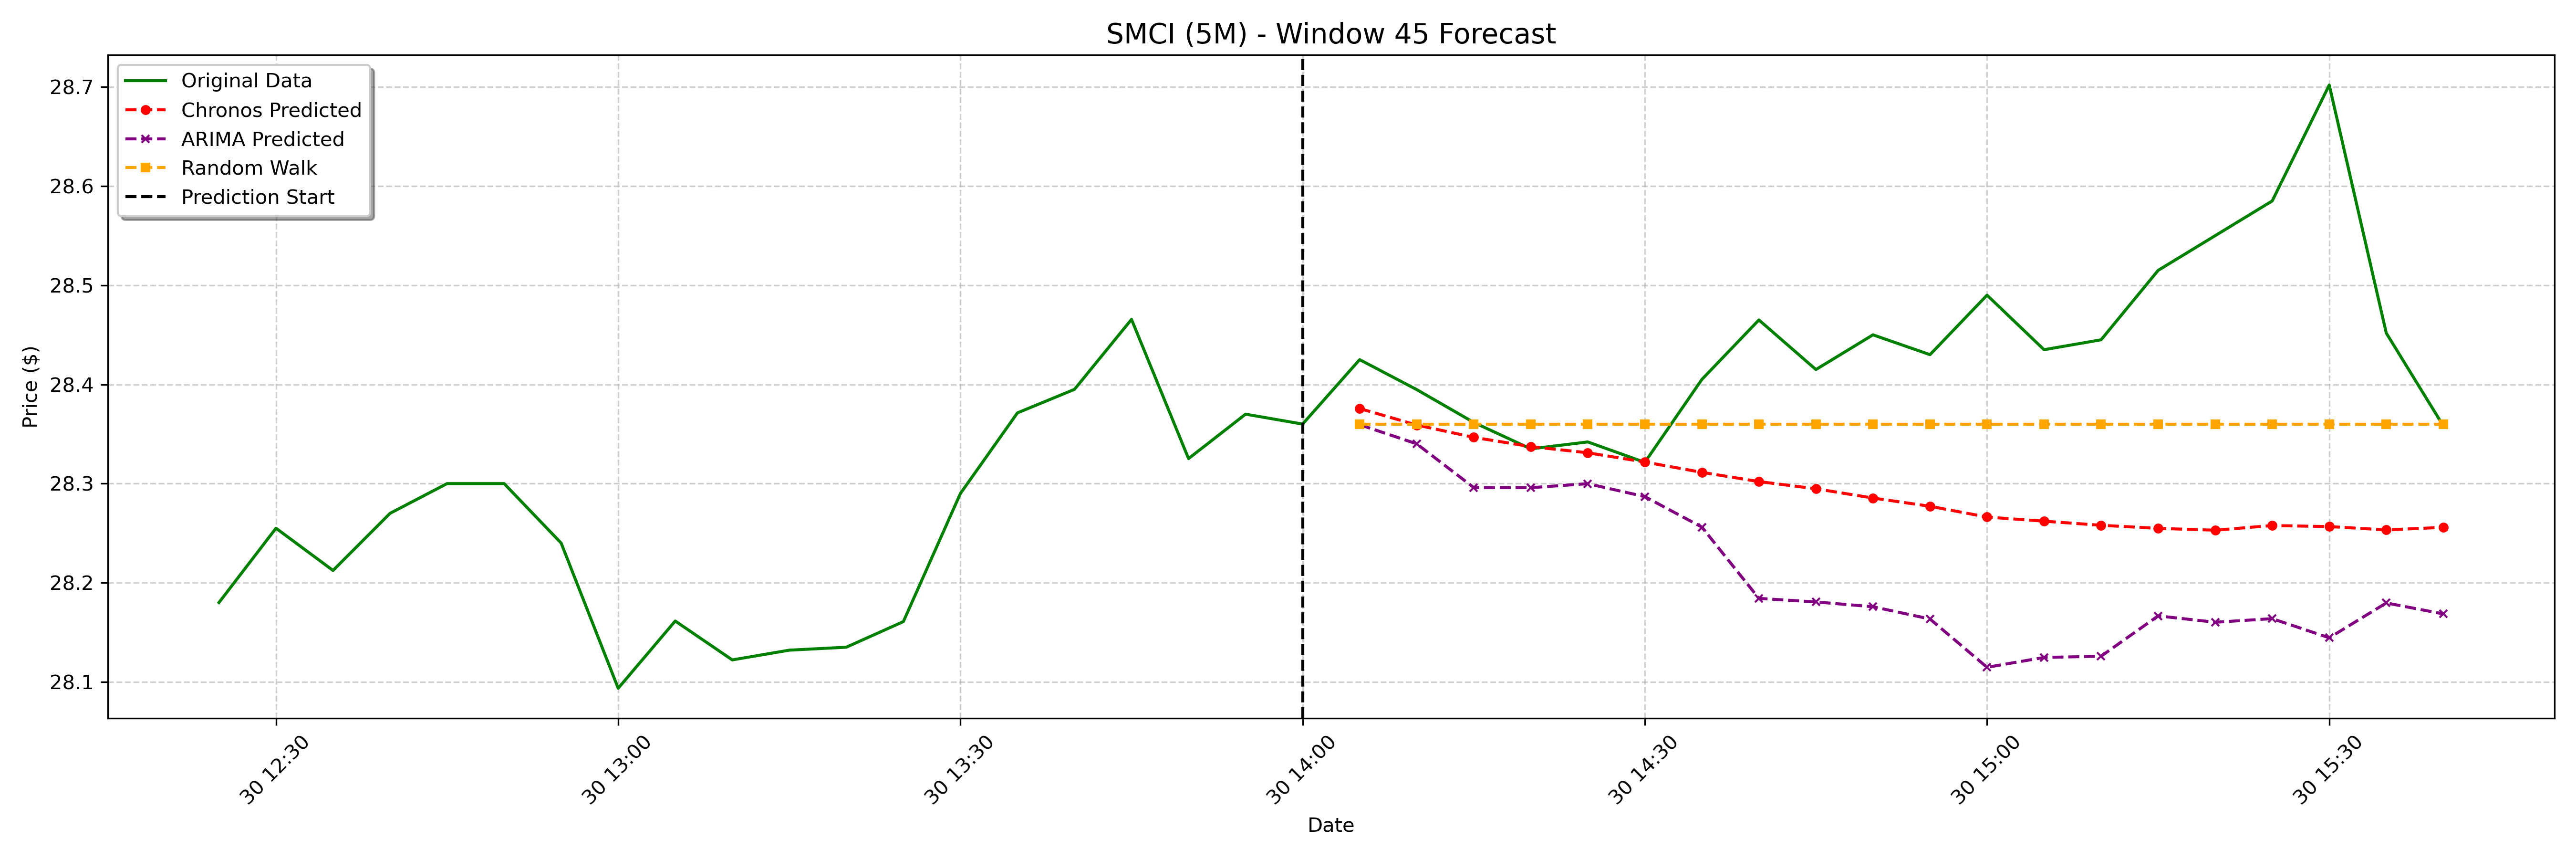 SMCI (5M) - Window 45 Forecast
Original Data
Chronos Predicted
ARIMA Predicted
Random Walk
Prediction Start
Price ($)
28.7
28.6
28.5
28.4
28.3
28.2
28.1
30 12:30
30 13:00
30 13:30
30 14:00
30 14:30
30 15:00
30 15:30
Date